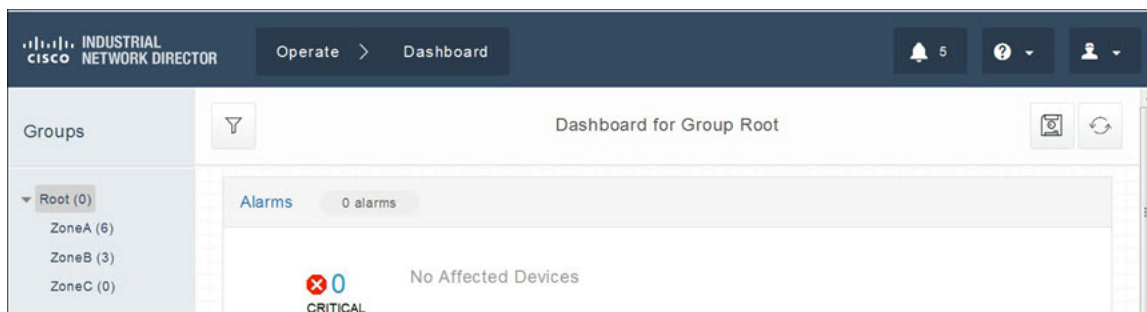 INDUSTRIAL
CISCO NETWORK DIRECTOR
Operate > Dashboard
5
?
Groups
Dashboard for Group Root
Root (0)
Alarms 0 alarms
ZoneA (6)
ZoneB (3)
ZoneC (0)
0 No Affected Devices
CRITICAL